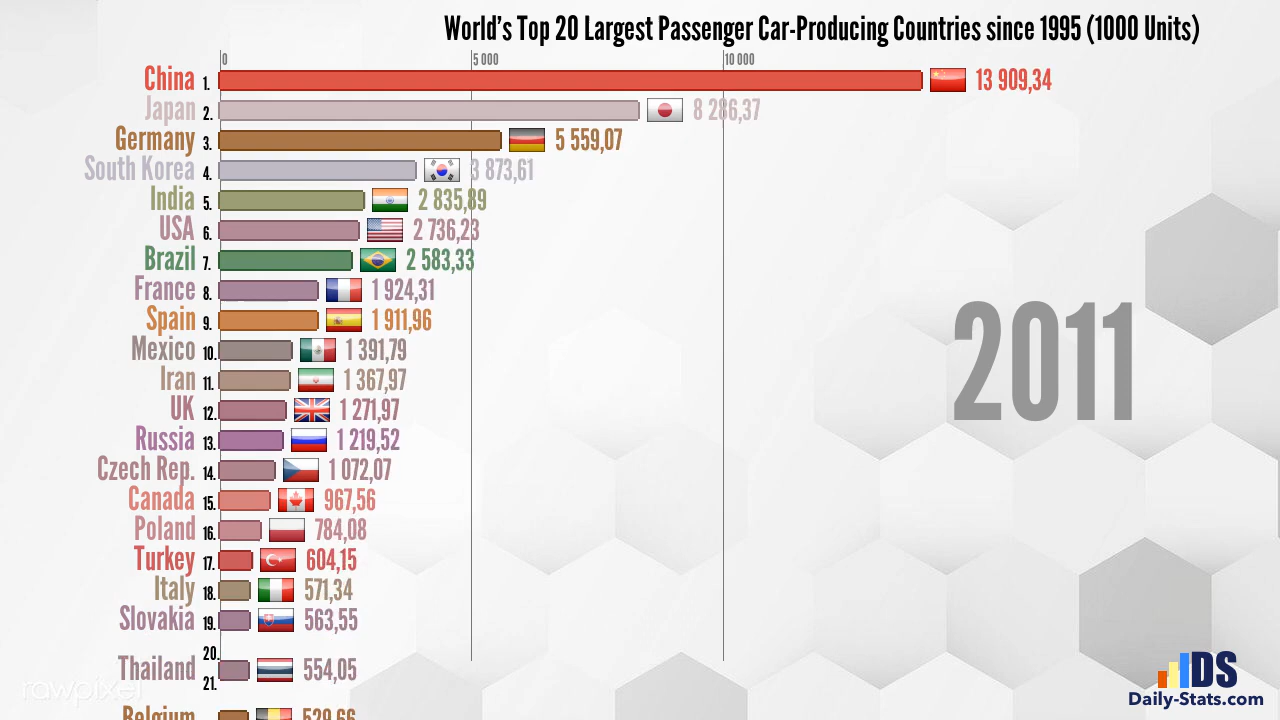 World's Top 20 Largest Passenger Car-Producing Countries since 1995 (1000 Units)
0 5 000 10 000
China 1. 13 909,34
Japan 2. 8 286,37
Germany 3. 5 559,07
South Korea 4. 3 873,61
India 5. 2 835,89
USA 6. 2 736,23
Brazil 7. 2 583,33
France 8. 1 924,31
Spain 9. 1 911,96
Mexico 10. 1 391,79
Iran 11. 1 367,97
UK 12. 1 271,97
Russia 13. 1 219,52
Czech Rep. 14. 1 072,07
Canada 15. 967,56
Poland 16. 784,08
Turkey 17. 604,15
Italy 18. 571,34
Slovakia 19. 563,55
20.
Thailand 554,05
21.
Belgium 529,66
2011
rawpixel
IDS
Daily-Stats.com